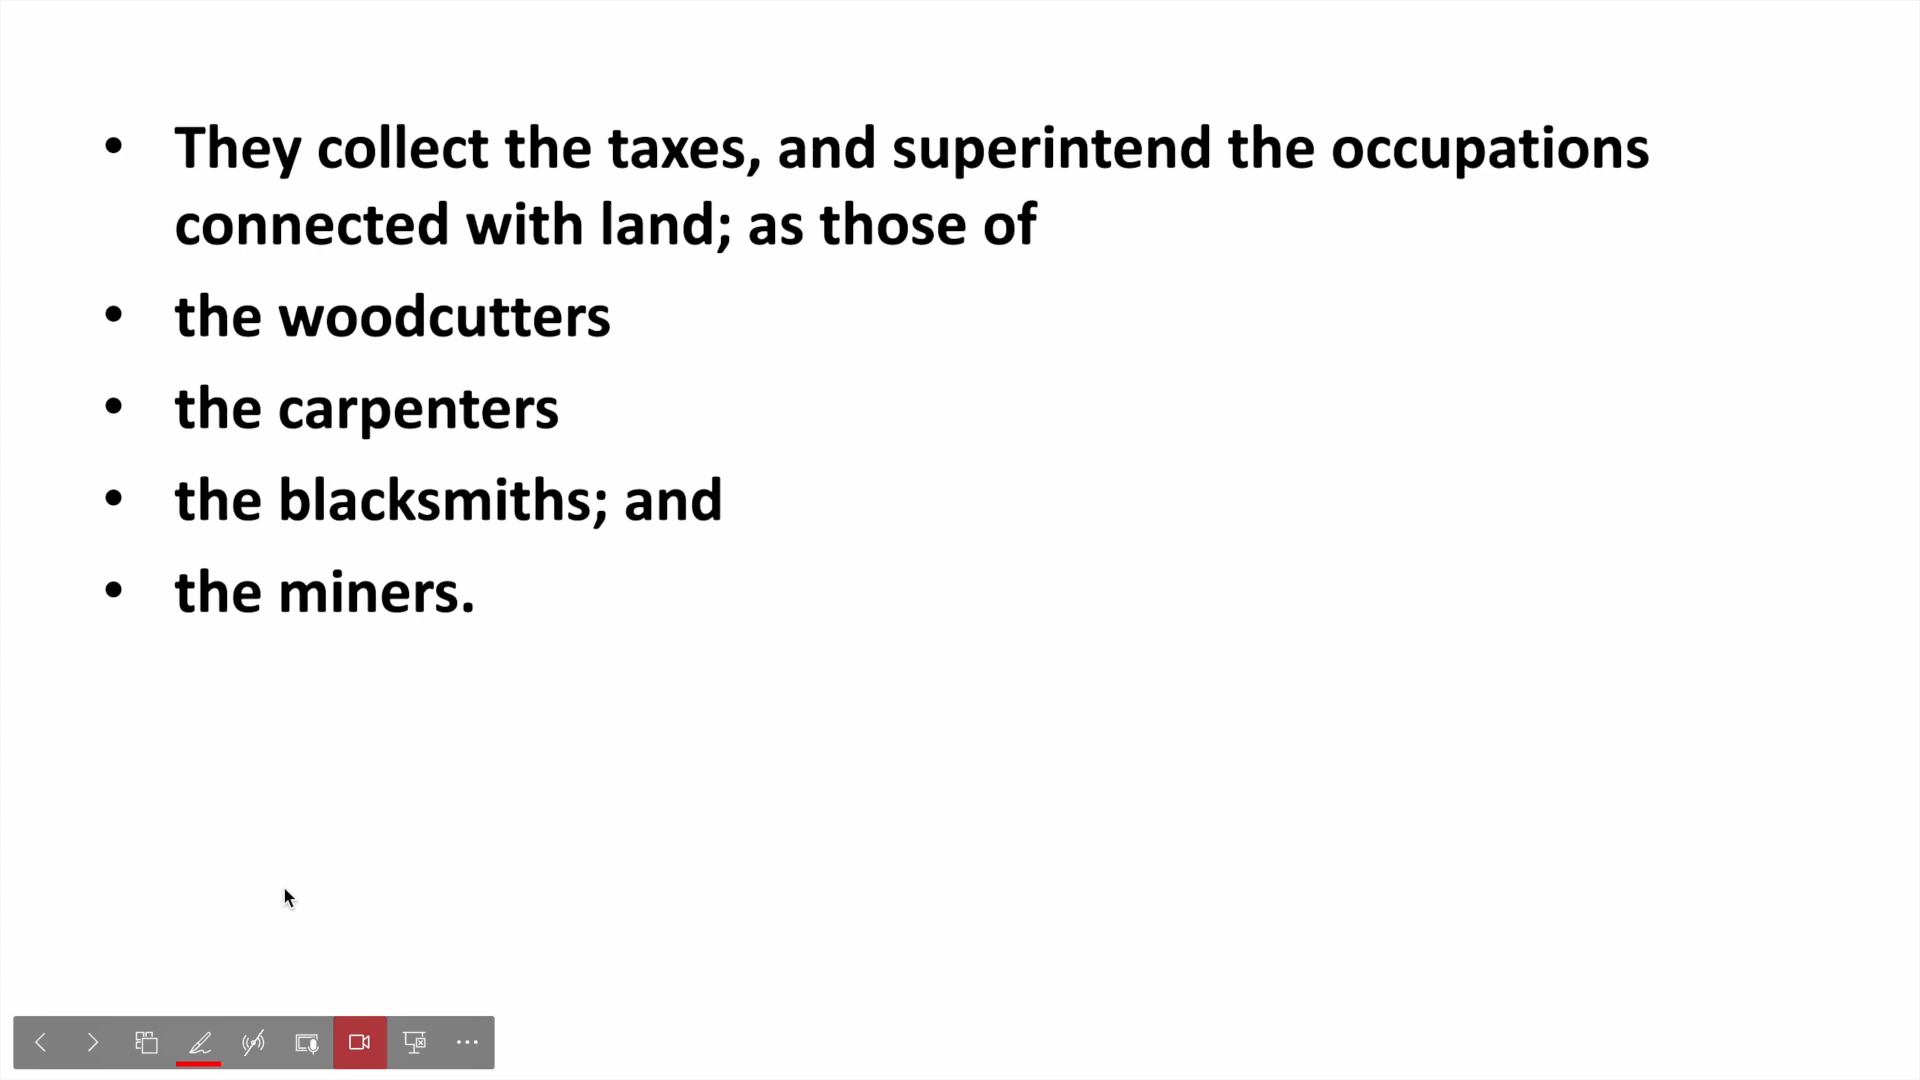 • They collect the taxes, and superintend the occupations
connected with land; as those of
• the woodcutters
• the carpenters
• the blacksmiths; and
• the miners.